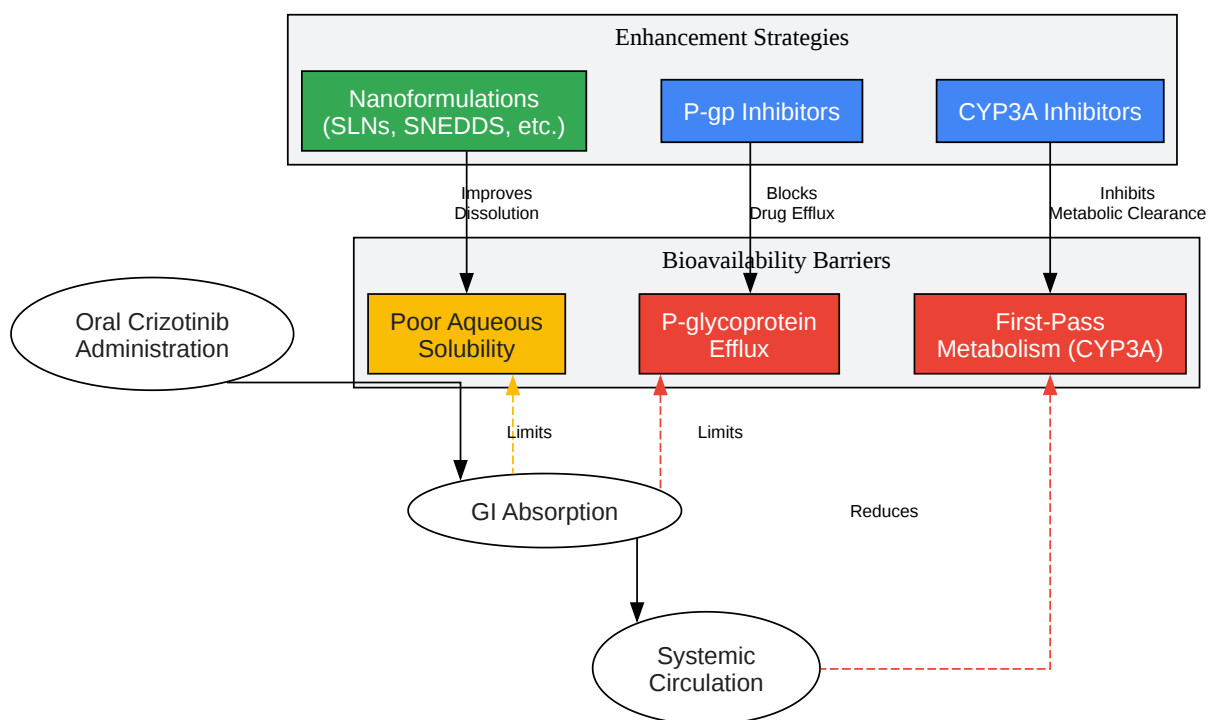 Enhancement Strategies
Nanoformulations
(SLNs, SNEDDS, etc.)
P-gp Inhibitors
CYP3A Inhibitors
Improves
Dissolution
Blocks
Drug Efflux
Inhibits
Metabolic Clearance
Bioavailability Barriers
Oral Crizotinib
Administration
Poor Aqueous
Solubility
P-glycoprotein
Efflux
First-Pass
Metabolism (CYP3A)
Limits
Limits
GI Absorption
Reduces
Systemic
Circulation